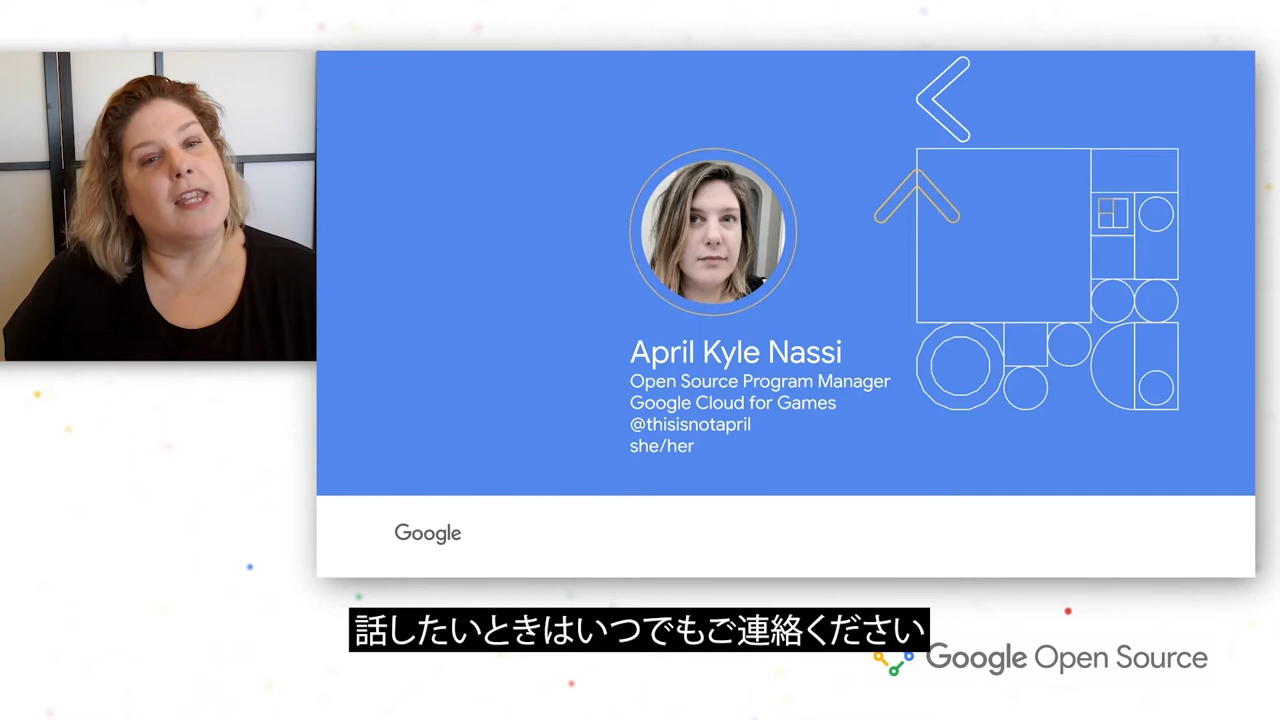 April Kyle Nassi
Open Source Program Manager
Google Cloud for Games
@thisisnotapril
she/her
Google
話したいときはいつでもご連絡ください
Google Open Source